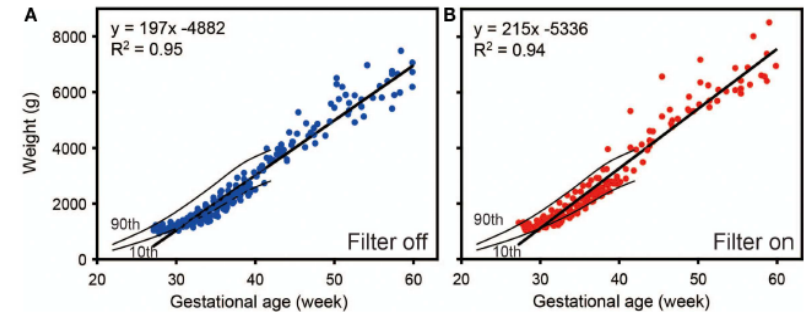 A
y = 197x -4882
R² = 0.95
8000
6000
4000
2000
0
Weight (g)
90th
10th
Filter off
20 30 40 50 60
Gestational age (week)
B
y = 215x -5336
R² = 0.94
90th
10th
Filter on
20 30 40 50 60
Gestational age (week)